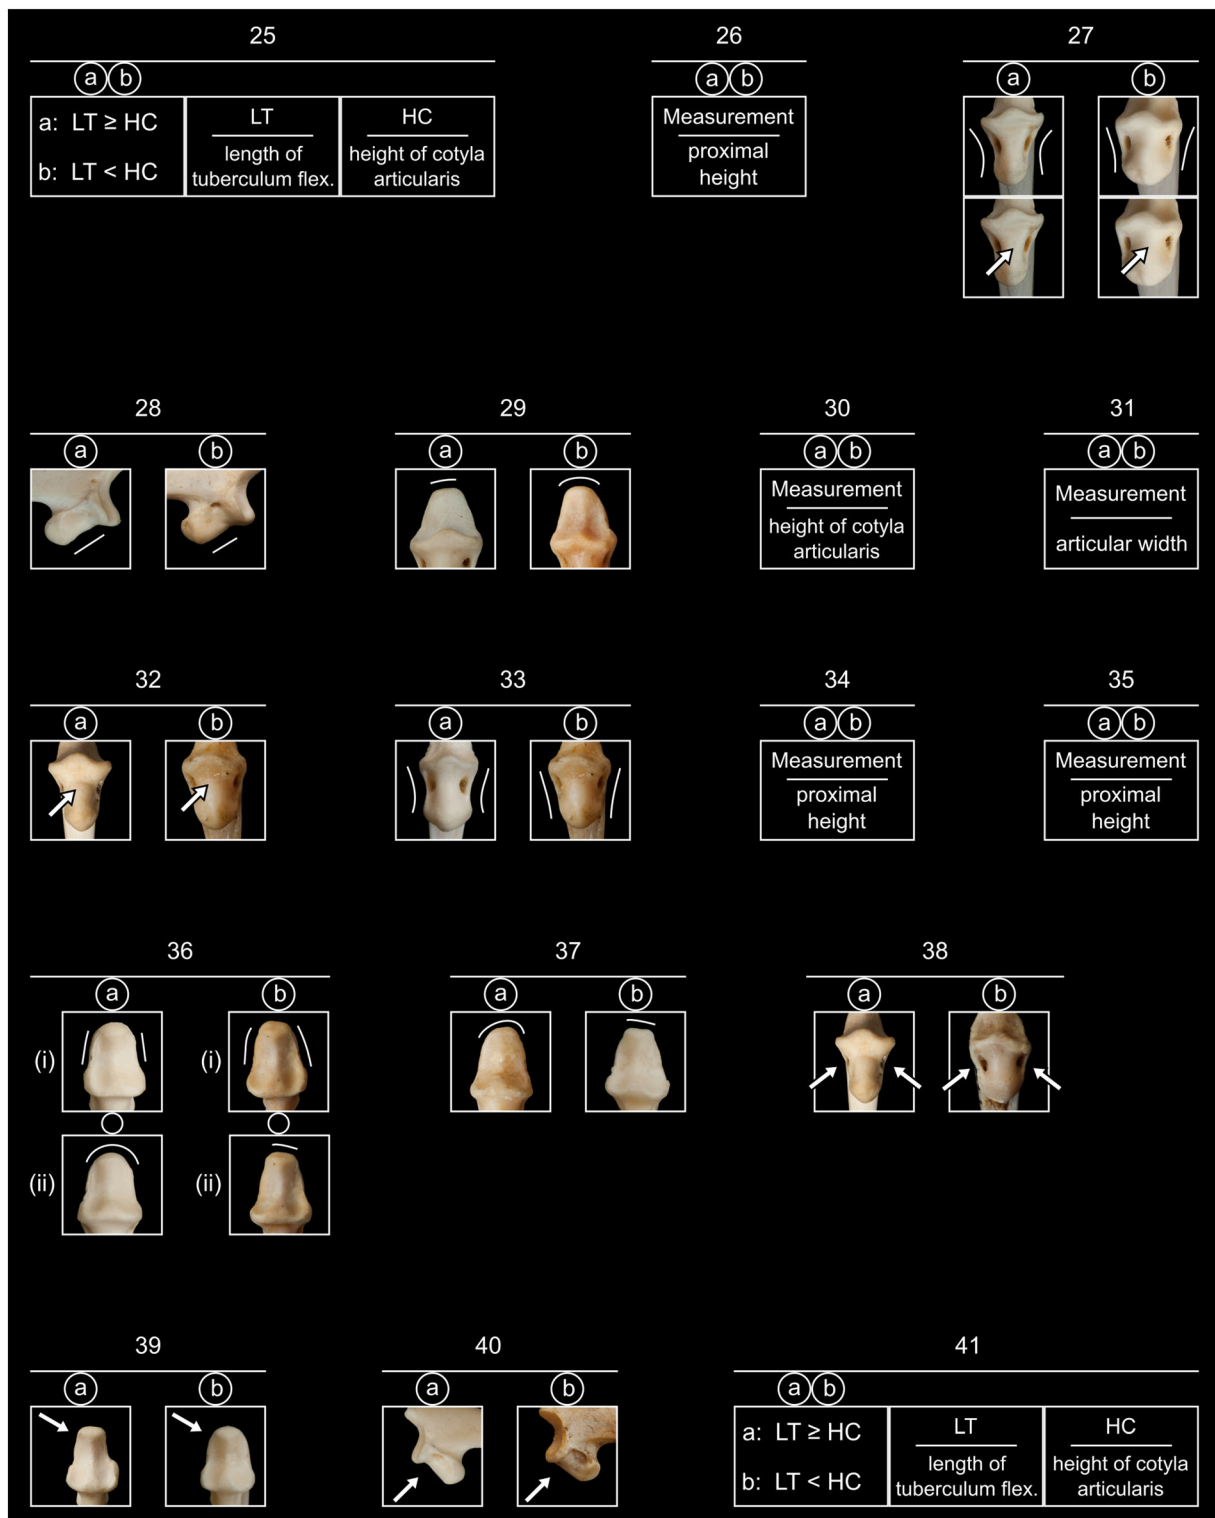 25
26
27
a b
a b
a
b
a: LT ≥ HC
b: LT < HC
LT
length of
tuberculum flex.
HC
height of cotyla
articularis
Measurement
proximal
height
28
29
30
31
a
b
a
b
a b
a b
Measurement
height of cotyla
articularis
Measurement
articular width
32
33
34
35
a
b
a
b
a b
a b
Measurement
proximal
height
Measurement
proximal
height
36
37
38
a
b
a
b
a
b
(i)
(i)
(ii)
(ii)
39
40
41
a
b
a
b
a b
a: LT ≥ HC
b: LT < HC
LT
length of
tuberculum flex.
HC
height of cotyla
articularis